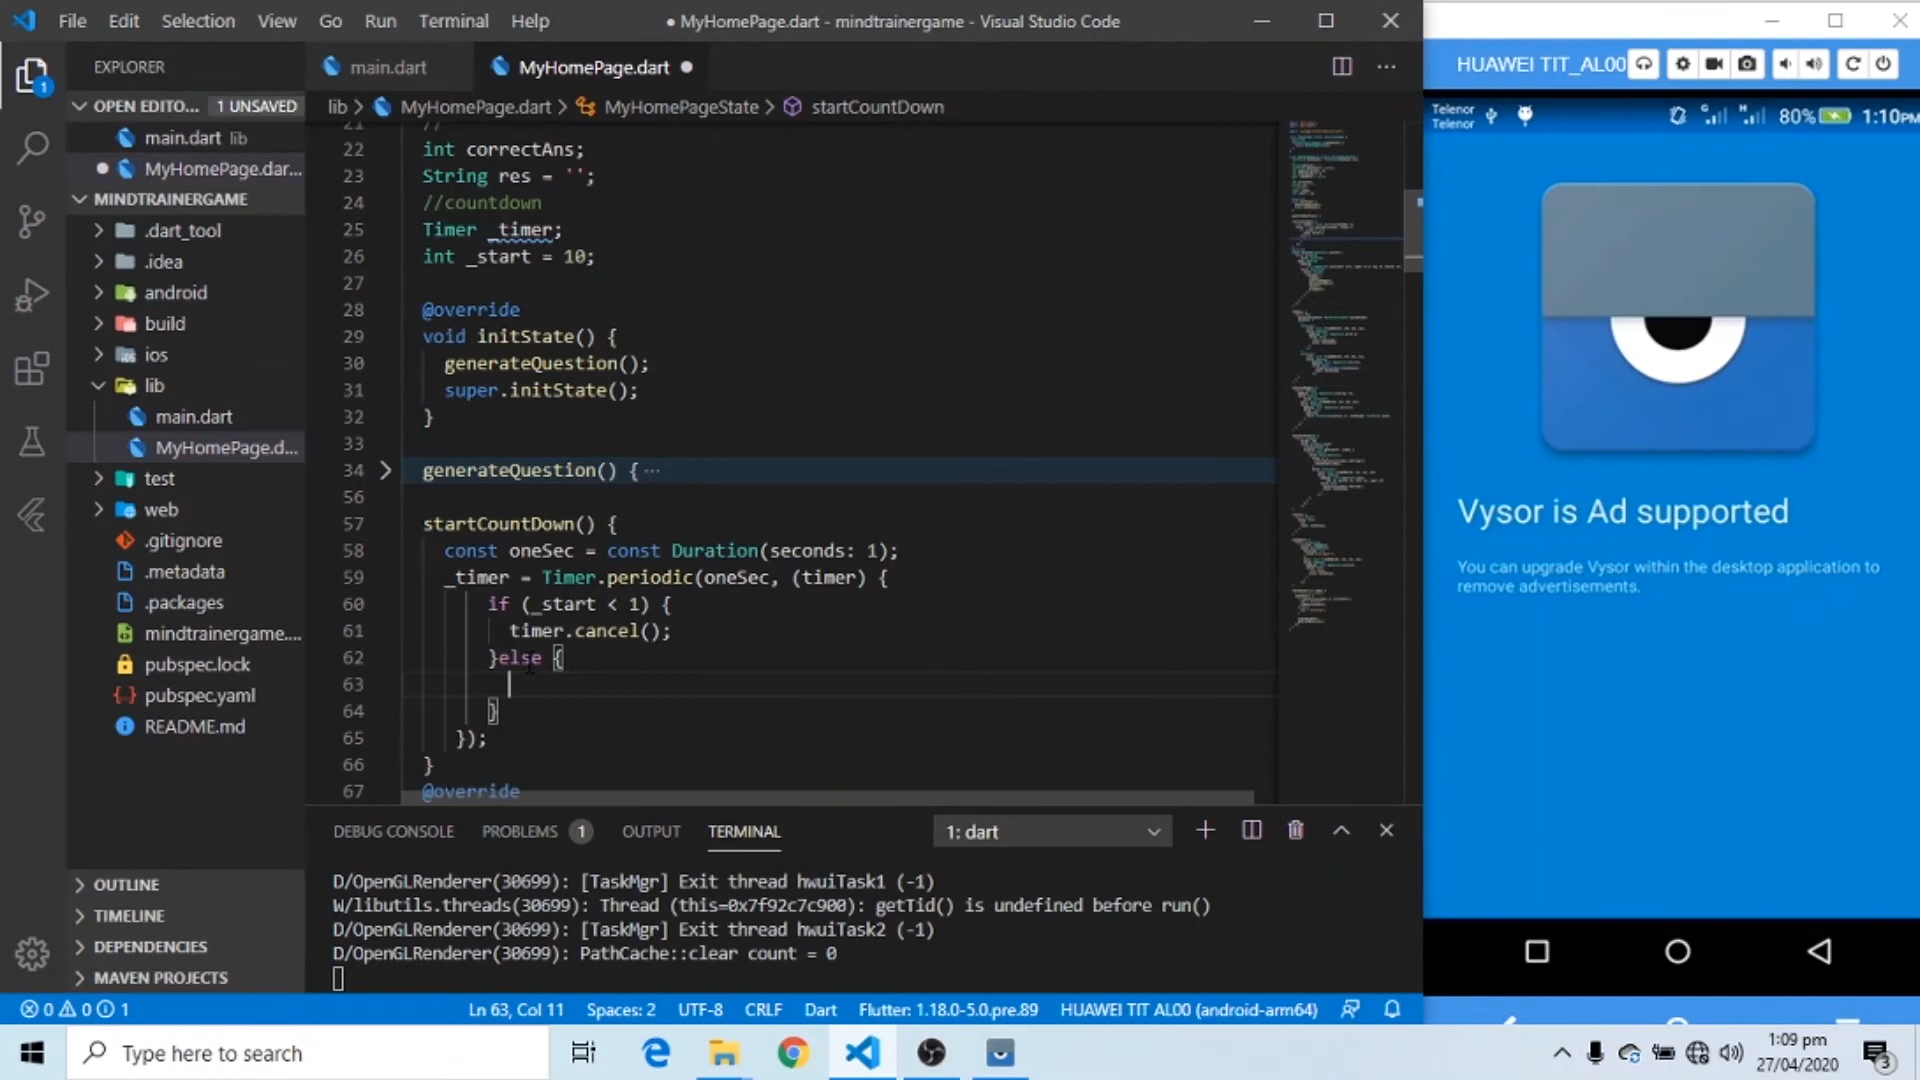 File Edit Selection View Go Run Terminal Help
● MyHomePage.dart - mindtrainergame - Visual Studio Code
EXPLORER
main.dart
MyHomePage.dart ●
HUAWEI TIT_AL00
OPEN EDITO... 1 UNSAVED
main.dart lib
MyHomePage.dar...
MINDTRAINERGAME
.dart_tool
.idea
android
build
ios
lib
main.dart
MyHomePage.d...
test
web
.gitignore
.metadata
.packages
mindtrainergame....
pubspec.lock
pubspec.yaml
README.md
OUTLINE
TIMELINE
DEPENDENCIES
MAVEN PROJECTS
lib > MyHomePage.dart > MyHomePageState > startCountDown
21 //
22 int correctAns;
23 String res = '';
24 //countdown
25 Timer _timer;
26 int _start = 10;
27
28 @override
29 void initState() {
30 generateQuestion();
31 super.initState();
32 }
33
34 generateQuestion() { ...
56
57 startCountDown() {
58 const oneSec = const Duration(seconds: 1);
59 _timer = Timer.periodic(oneSec, (timer) {
60 if (_start < 1) {
61 timer.cancel();
62 }else {
63
64 }
65 });
66 }
67 @override
DEBUG CONSOLE PROBLEMS 1 OUTPUT TERMINAL 1: dart
D/OpenGLRenderer(30699): [TaskMgr] Exit thread hwuiTask1 (-1)
W/libutils.threads(30699): Thread (this=0x7f92c7c900): getTid() is undefined before run()
D/OpenGLRenderer(30699): [TaskMgr] Exit thread hwuiTask2 (-1)
D/OpenGLRenderer(30699): PathCache::clear count = 0
Telenor
Telenor
G H 80% 1:10PM
Vysor is Ad supported
You can upgrade Vysor within the desktop application to
remove advertisements.
0 0 1 Ln 63, Col 11 Spaces: 2 UTF-8 CRLF Dart Flutter: 1.18.0-5.0.pre.89 HUAWEI TIT AL00 (android-arm64)
Type here to search
1:09 pm
27/04/2020
3